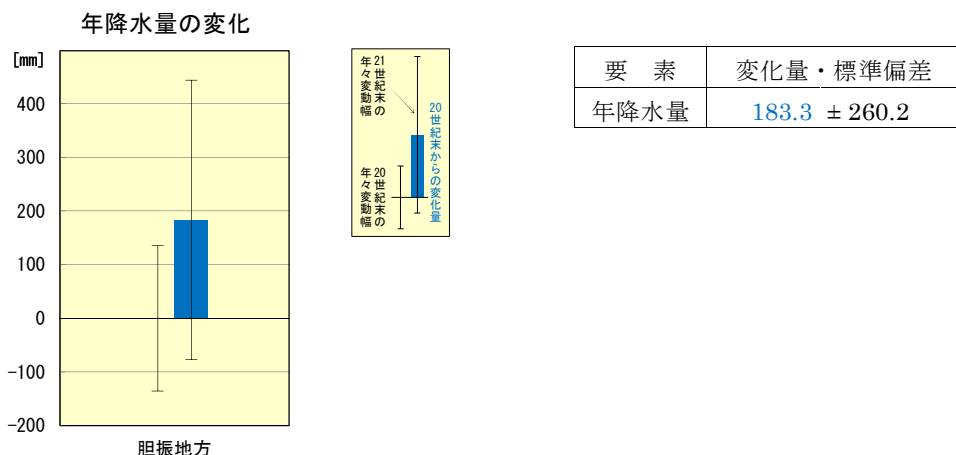 年降水量の変化
[mm]
400
300
200
100
0
-100
-200
胆振地方
21世紀末の
年々変動幅
20世紀末からの変化量
20世紀末の
年々変動幅
要 素 変化量・標準偏差
年降水量 183.3 ± 260.2